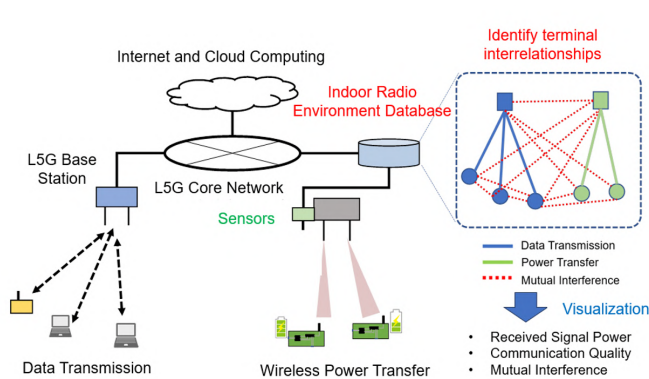 Identify terminal
interrelationships
Internet and Cloud Computing
Indoor Radio
Environment Database
L5G Base
Station
L5G Core Network
Sensors
Data Transmission
Power Transfer
Mutual Interference
Visualization
• Received Signal Power
• Communication Quality
• Mutual Interference
Data Transmission
Wireless Power Transfer